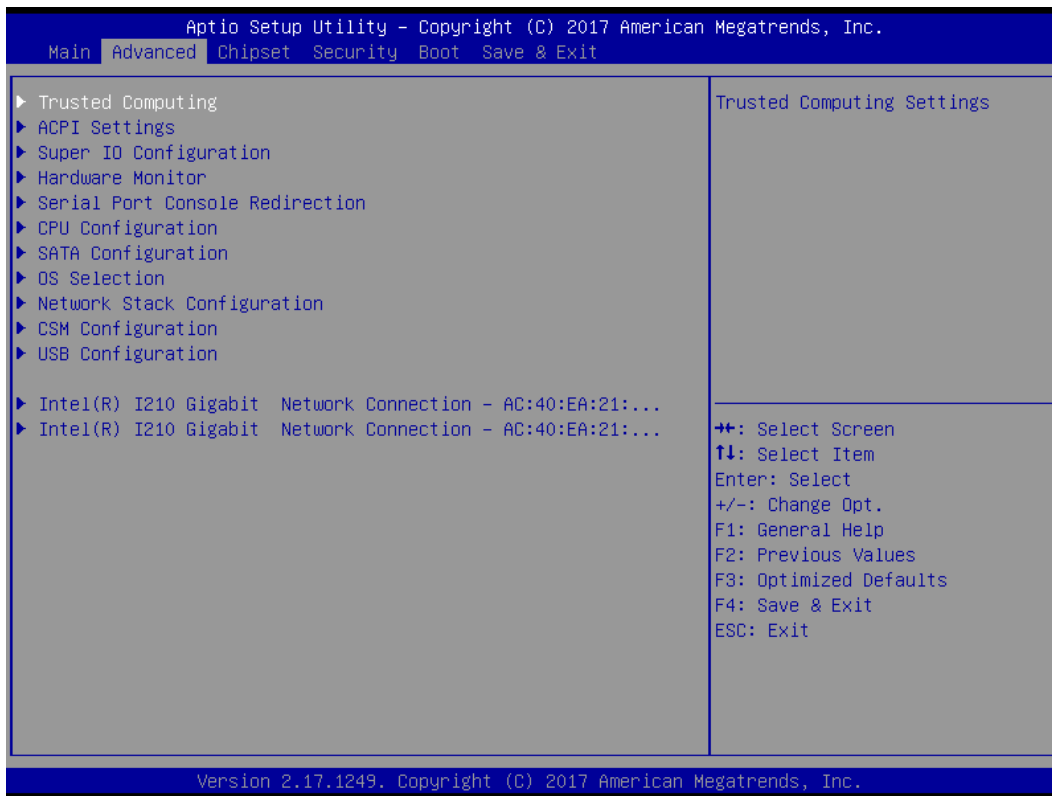 Aptio Setup Utility – Copyright (C) 2017 American Megatrends, Inc.
Main Advanced Chipset Security Boot Save & Exit
▶ Trusted Computing
▶ ACPI Settings
▶ Super IO Configuration
▶ Hardware Monitor
▶ Serial Port Console Redirection
▶ CPU Configuration
▶ SATA Configuration
▶ OS Selection
▶ Network Stack Configuration
▶ CSM Configuration
▶ USB Configuration
▶ Intel(R) I210 Gigabit  Network Connection – AC:40:EA:21:...
▶ Intel(R) I210 Gigabit  Network Connection – AC:40:EA:21:...
Trusted Computing Settings
→←: Select Screen
↑↓: Select Item
Enter: Select
+/-: Change Opt.
F1: General Help
F2: Previous Values
F3: Optimized Defaults
F4: Save & Exit
ESC: Exit
Version 2.17.1249. Copyright (C) 2017 American Megatrends, Inc.